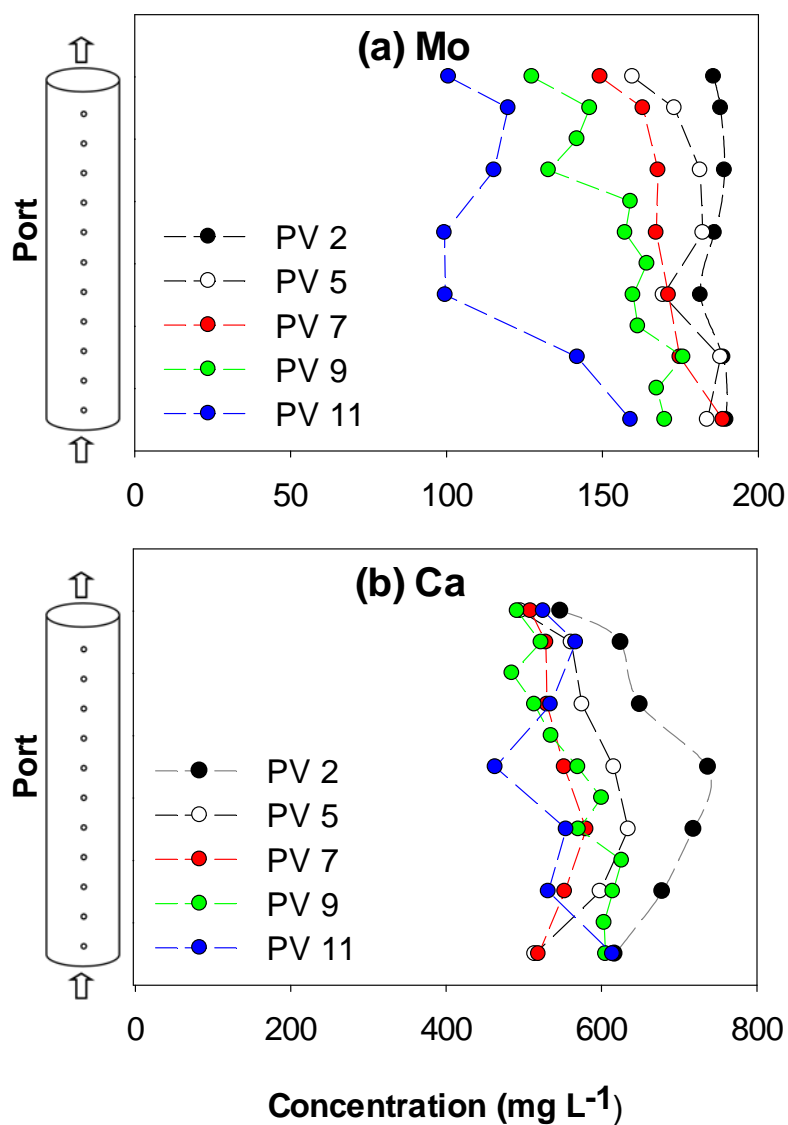 (a) Mo
Port
PV 2
PV 5
PV 7
PV 9
PV 11
0 50 100 150 200
(b) Ca
Port
PV 2
PV 5
PV 7
PV 9
PV 11
0 200 400 600 800
Concentration (mg L-1)